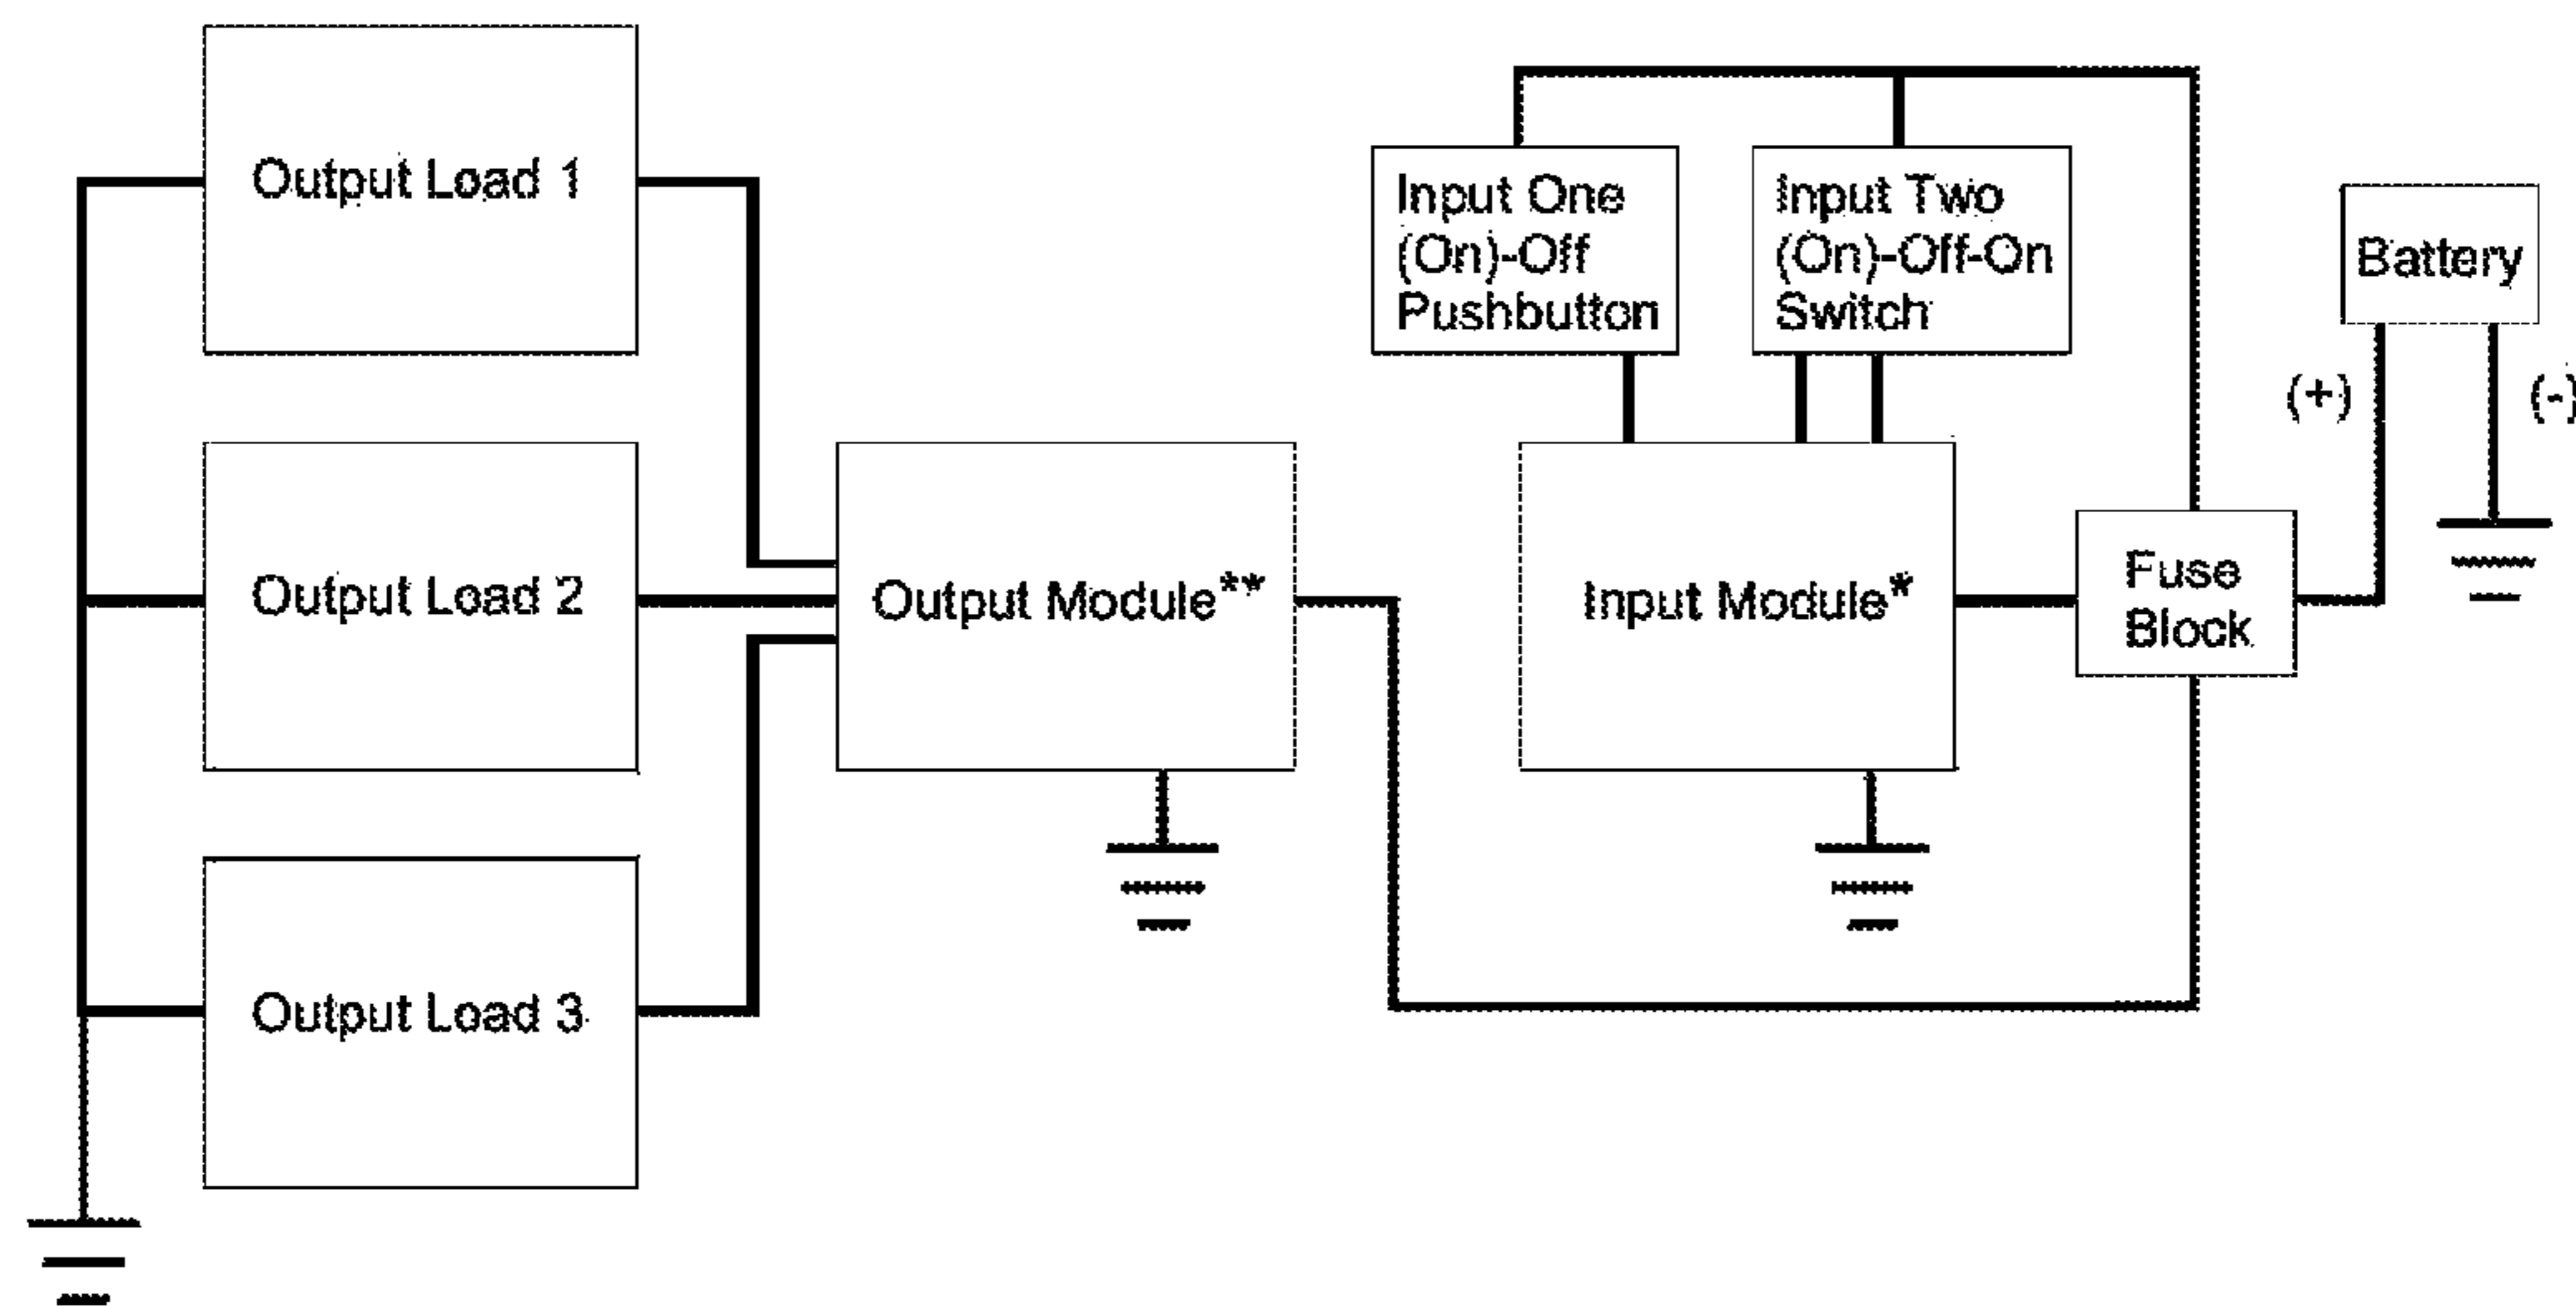 Output Load 1
Output Load 2
Output Load 3
Output Module**
Input One
(On)-Off
Pushbutton
Input Two
(On)-Off-On
Switch
Input Module*
Fuse
Block
Battery
(+)
(-)